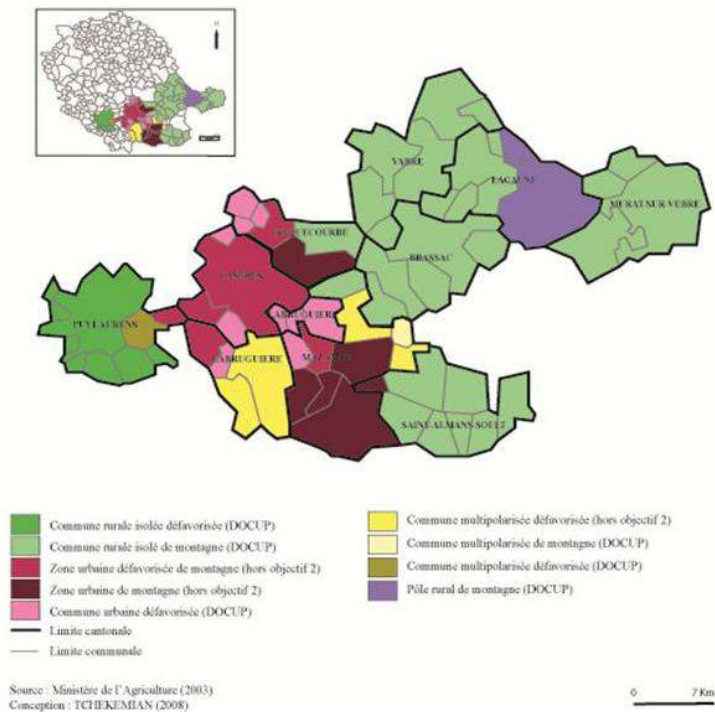 VABRE
LACAUNE
MURAT-SUR-VEBRE
ROQUECOURBE
BRASSAC
CASTRES
PUYLAURENS
LABRUGUIERE
MAZAMET
SAINT-ALMANS SOULT
Commune rurale isolée défavorisée (DOCUP)
Commune rurale isolé de montagne (DOCUP)
Zone urbaine défavorisée de montagne (hors objectif 2)
Zone urbaine de montagne (hors objectif 2)
Commune urbaine défavorisée (DOCUP)
Limite cantonale
Limite communale
Commune multipolarisée défavorisée (hors objectif 2)
Commune multipolarisée de montagne (DOCUP)
Commune multipolarisée défavorisée (DOCUP)
Pôle rural de montagne (DOCUP)
Source : Ministère de l'Agriculture (2003)
Conception : TCHEKEMIAN (2008)
0 7 Km